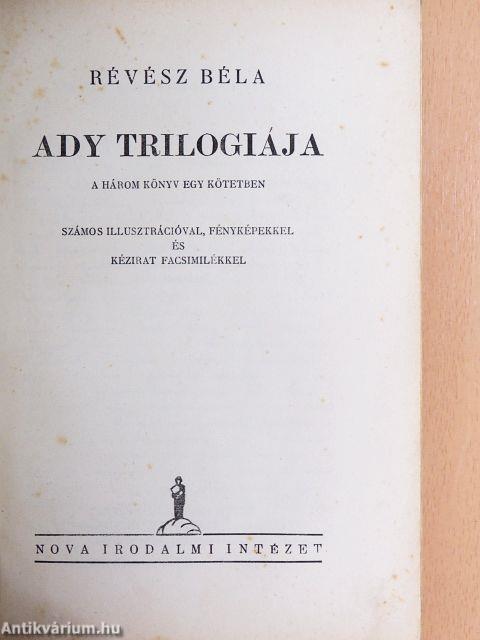 RÉVÉSZ BÉLA
ADY TRILOGIÁJA
A HÁROM KÖNYV EGY KÖTETBEN
SZÁMOS ILLUSZTRÁCIÓVAL, FÉNYKÉPEKKEL
ÉS
KÉZIRAT FACSIMILÉKKEL
NOVA IRODALMI INTÉZET
Antikvárium.hu